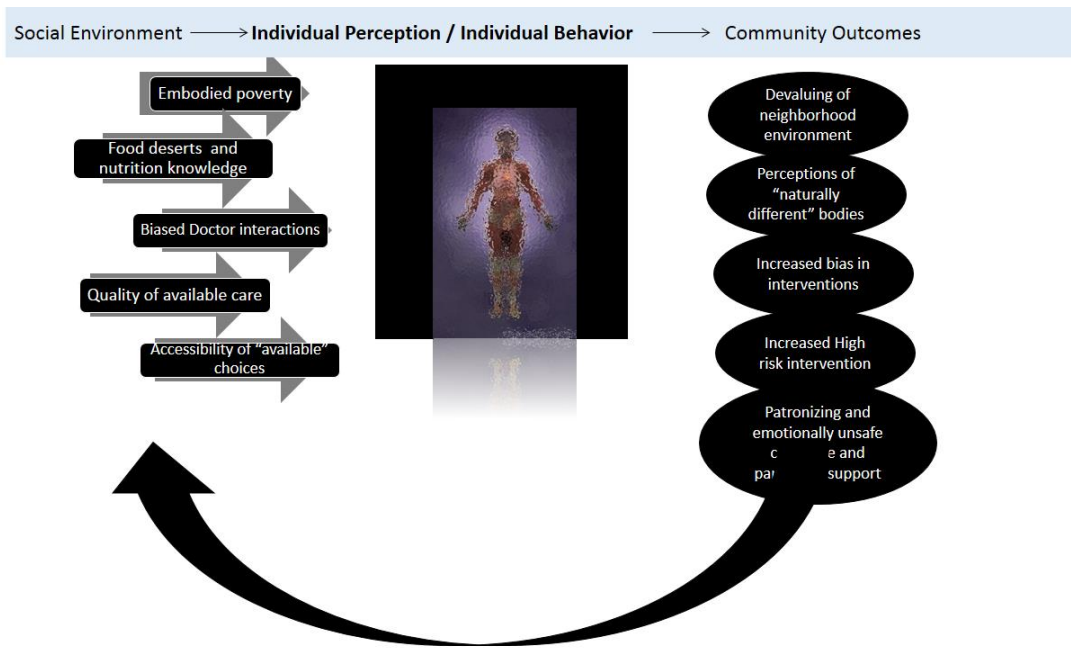 Social Environment → Individual Perception / Individual Behavior → Community Outcomes
Embodied poverty
Food deserts and
nutrition knowledge
Biased Doctor interactions
Quality of available care
Accessibility of “available”
choices
Devaluing of
neighborhood
environment
Perceptions of
“naturally
different” bodies
Increased bias in
interventions
Increased High
risk intervention
Patronizing and
emotionally unsafe
and
support